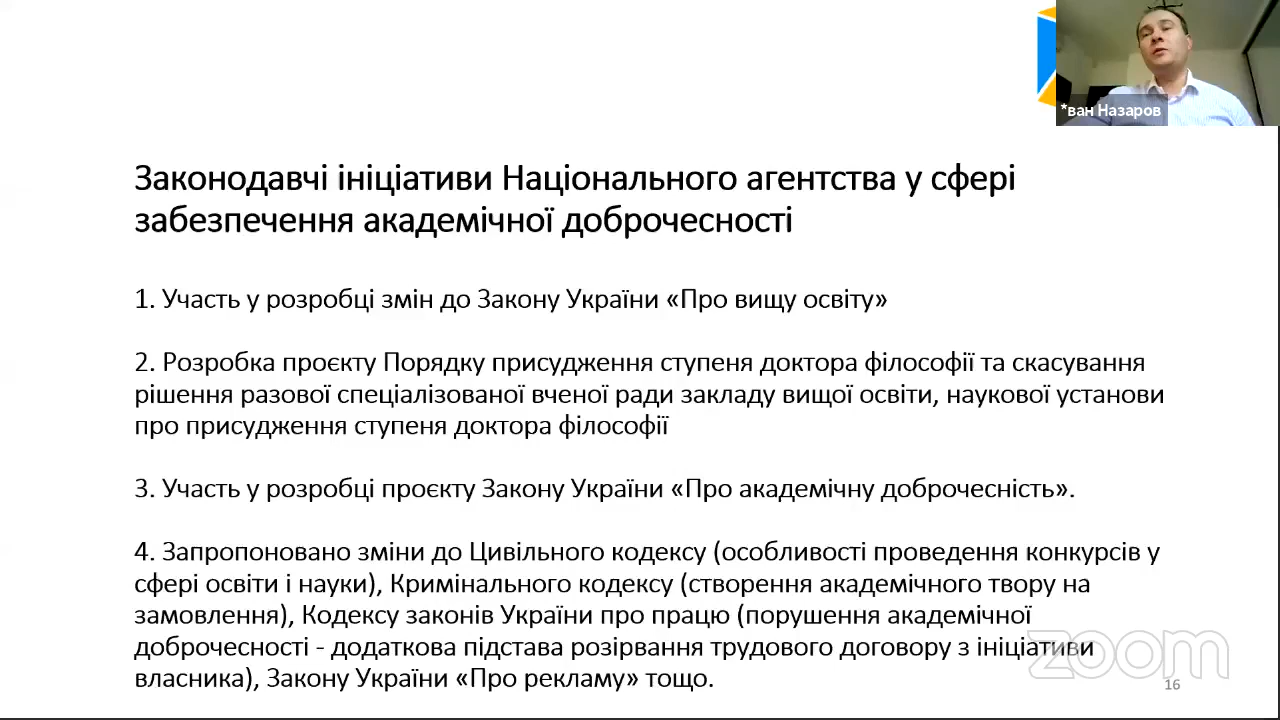 *ван Назаров
Законодавчі ініціативи Національного агентства у сфері
забезпечення академічної доброчесності
1. Участь у розробці змін до Закону України «Про вищу освіту»
2. Розробка проєкту Порядку присудження ступеня доктора філософії та скасування
рішення разової спеціалізованої вченої ради закладу вищої освіти, наукової установи
про присудження ступеня доктора філософії
3. Участь у розробці проєкту Закону України «Про академічну доброчесність».
4. Запропоновано зміни до Цивільного кодексу (особливості проведення конкурсів у
сфері освіти і науки), Кримінального кодексу (створення академічного твору на
замовлення), Кодексу законів України про працю (порушення академічної
доброчесності - додаткова підстава розірвання трудового договору з ініціативи
власника), Закону України «Про рекламу» тощо.
zoom
16